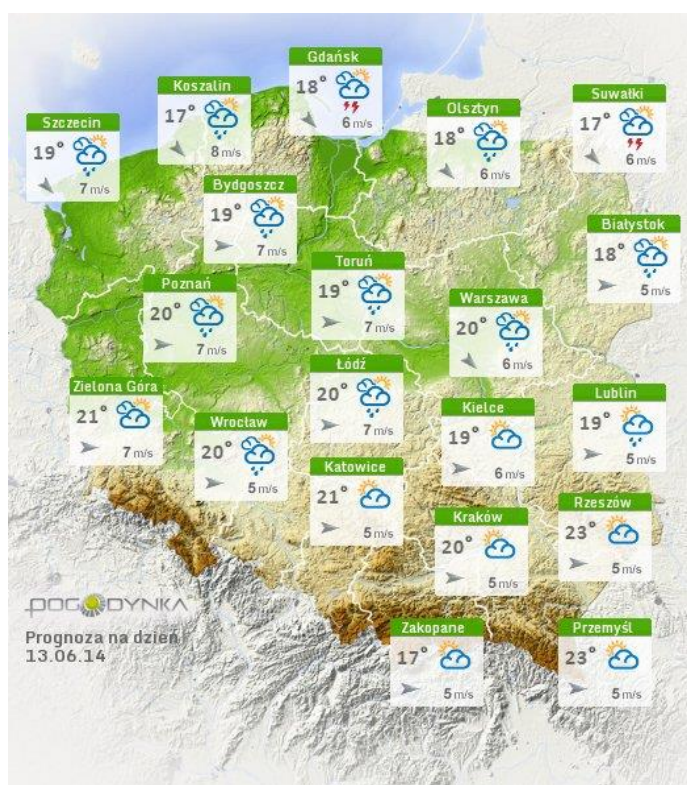 Gdańsk
18°
6 m/s
Koszalin
17°
8 m/s
Suwałki
17°
6 m/s
Olsztyn
18°
6 m/s
Szczecin
19°
7 m/s
Bydgoszcz
19°
7 m/s
Białystok
18°
5 m/s
Toruń
19°
7 m/s
Poznań
20°
7 m/s
Warszawa
20°
6 m/s
Łódź
20°
7 m/s
Zielona Góra
21°
7 m/s
Lublin
19°
5 m/s
Kielce
19°
6 m/s
Wrocław
20°
5 m/s
Katowice
21°
5 m/s
Rzeszów
23°
5 m/s
Kraków
20°
5 m/s
POGODYNKA
Prognoza na dzień
13.06.14
Zakopane
17°
5 m/s
Przemyśl
23°
5 m/s